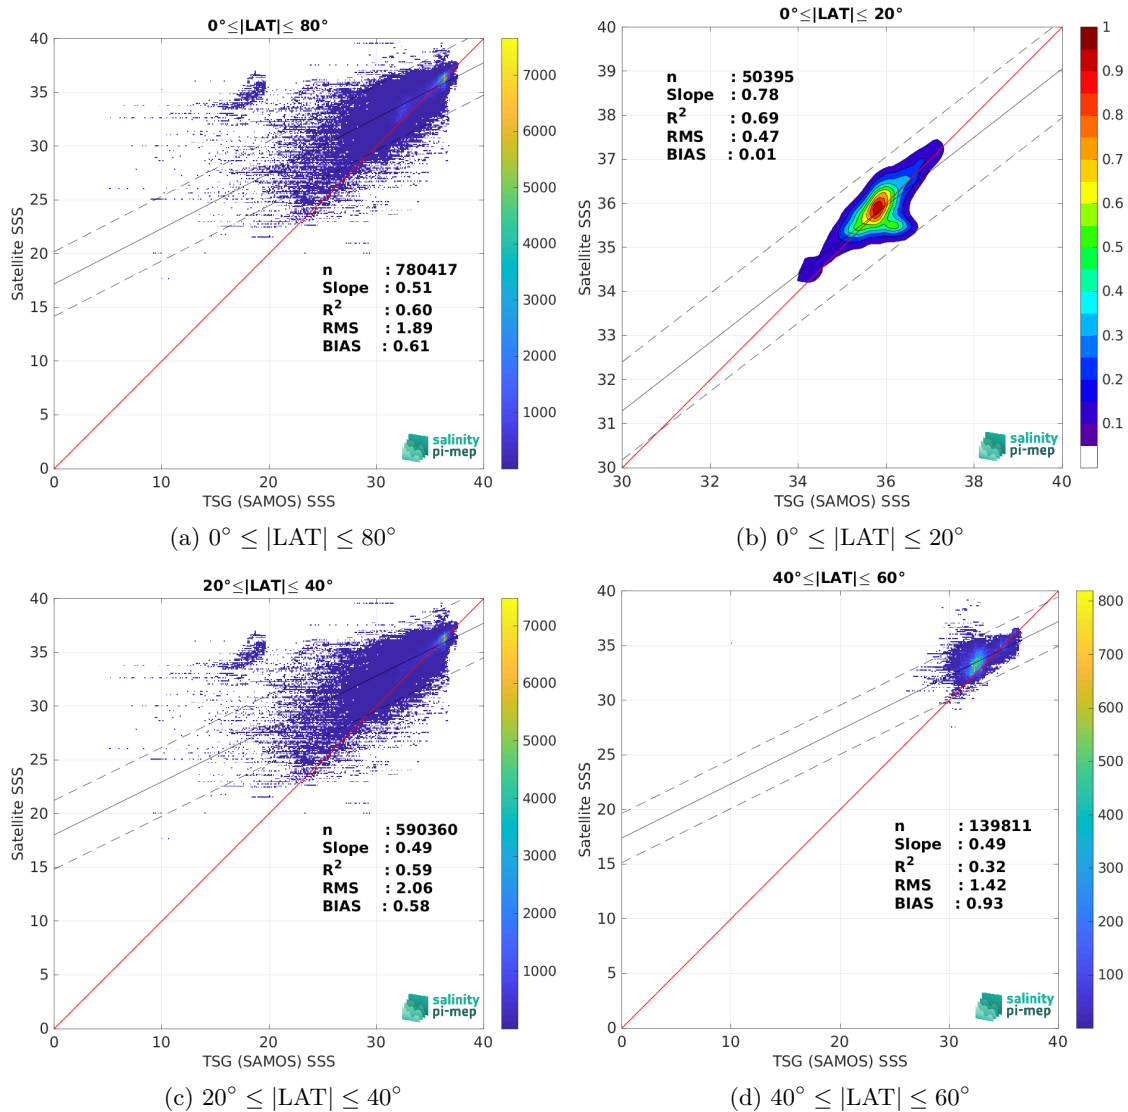 0°≤|LAT|≤ 80°
40
35
30
25
20
15
10
5
0
Satellite SSS
n : 780417
Slope : 0.51
R2 : 0.60
RMS : 1.89
BIAS : 0.61
salinity
pi-mep
0 10 20 30 40
TSG (SAMOS) SSS
7000
6000
5000
4000
3000
2000
1000
(a) 0° ≤ |LAT| ≤ 80°
0°≤|LAT|≤ 20°
40
39
38
37
36
35
34
33
32
31
30
Satellite SSS
n : 50395
Slope : 0.78
R2 : 0.69
RMS : 0.47
BIAS : 0.01
salinity
pi-mep
30 32 34 36 38 40
TSG (SAMOS) SSS
1
0.9
0.8
0.7
0.6
0.5
0.4
0.3
0.2
0.1
(b) 0° ≤ |LAT| ≤ 20°
20°≤|LAT|≤ 40°
40
35
30
25
20
15
10
5
0
Satellite SSS
n : 590360
Slope : 0.49
R2 : 0.59
RMS : 2.06
BIAS : 0.58
salinity
pi-mep
0 10 20 30 40
TSG (SAMOS) SSS
7000
6000
5000
4000
3000
2000
1000
(c) 20° ≤ |LAT| ≤ 40°
40°≤|LAT|≤ 60°
40
35
30
25
20
15
10
5
0
Satellite SSS
n : 139811
Slope : 0.49
R2 : 0.32
RMS : 1.42
BIAS : 0.93
salinity
pi-mep
0 10 20 30 40
TSG (SAMOS) SSS
800
700
600
500
400
300
200
100
(d) 40° ≤ |LAT| ≤ 60°